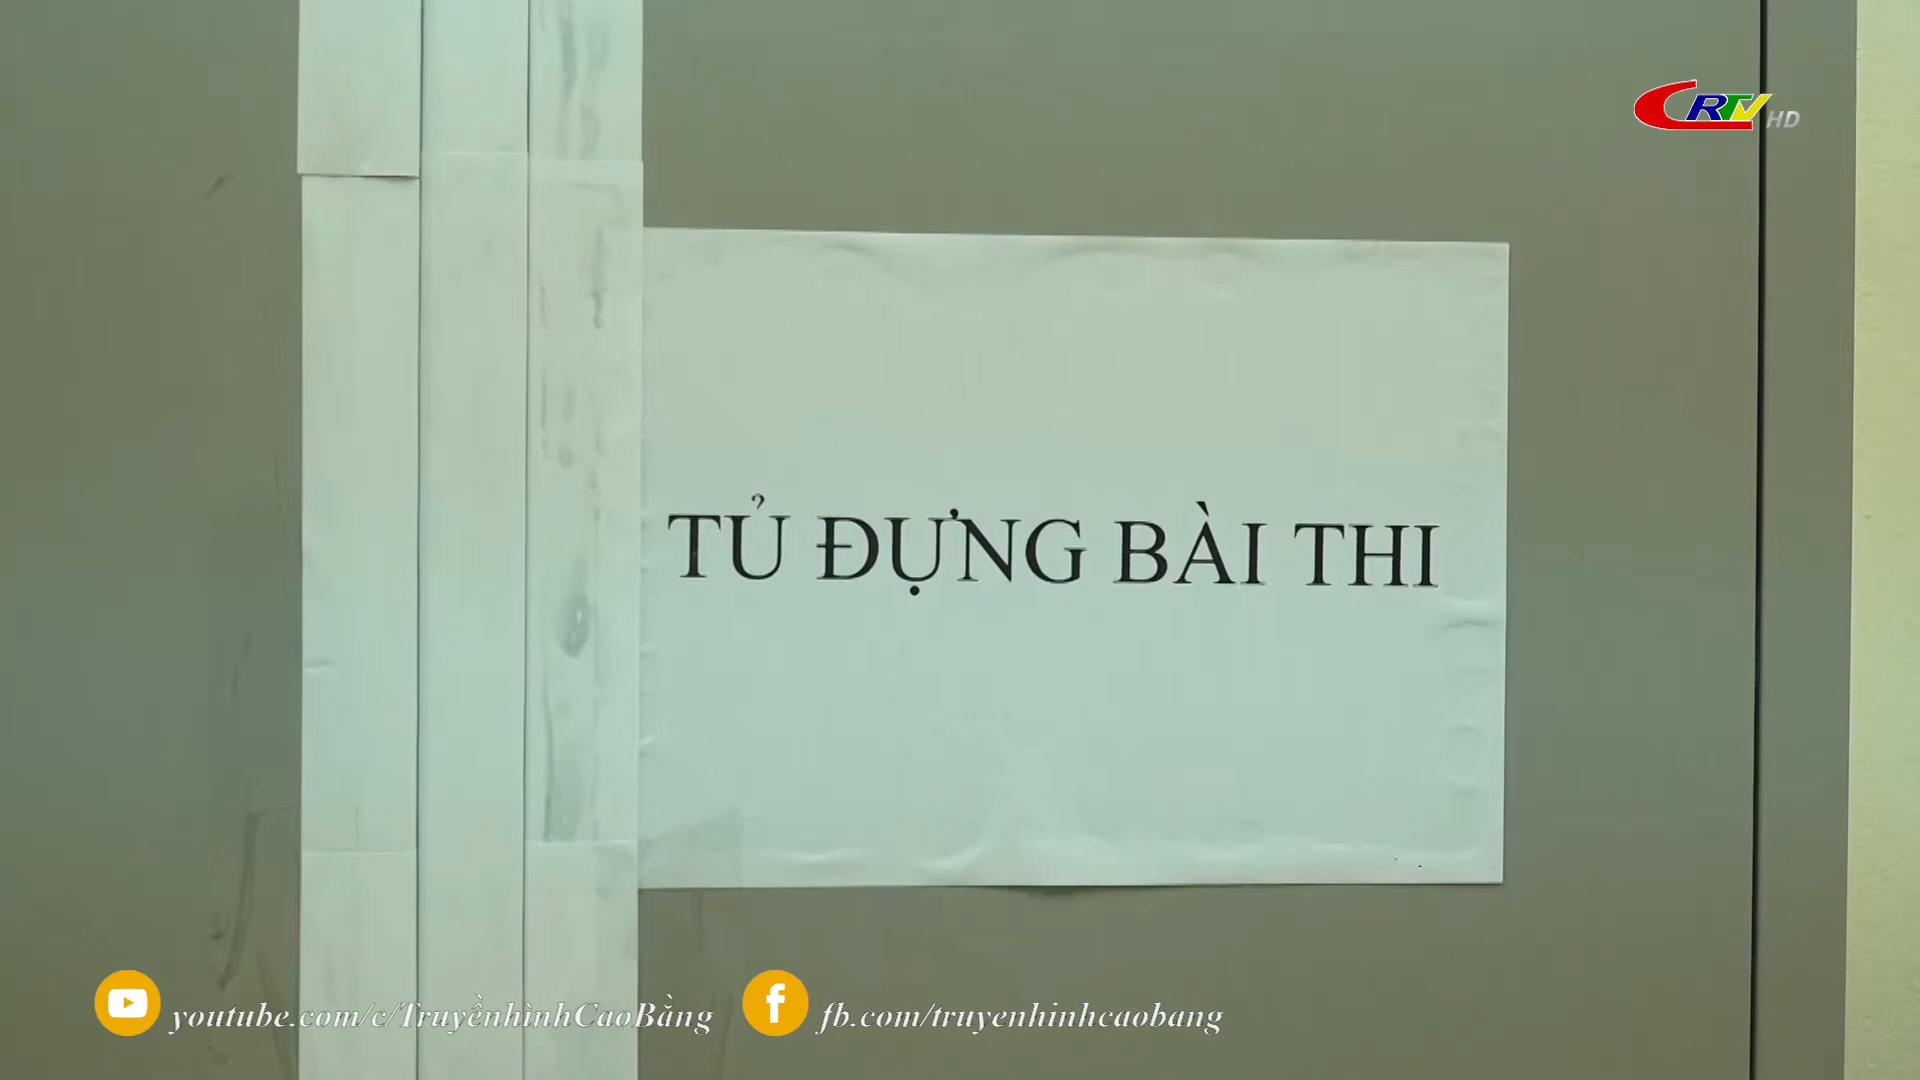 CRTV HD
TỦ ĐỰNG BÀI THI
youtube.com/c/TruyềnhìnhCaoBằng
fb.com/truyenhinhcaobang